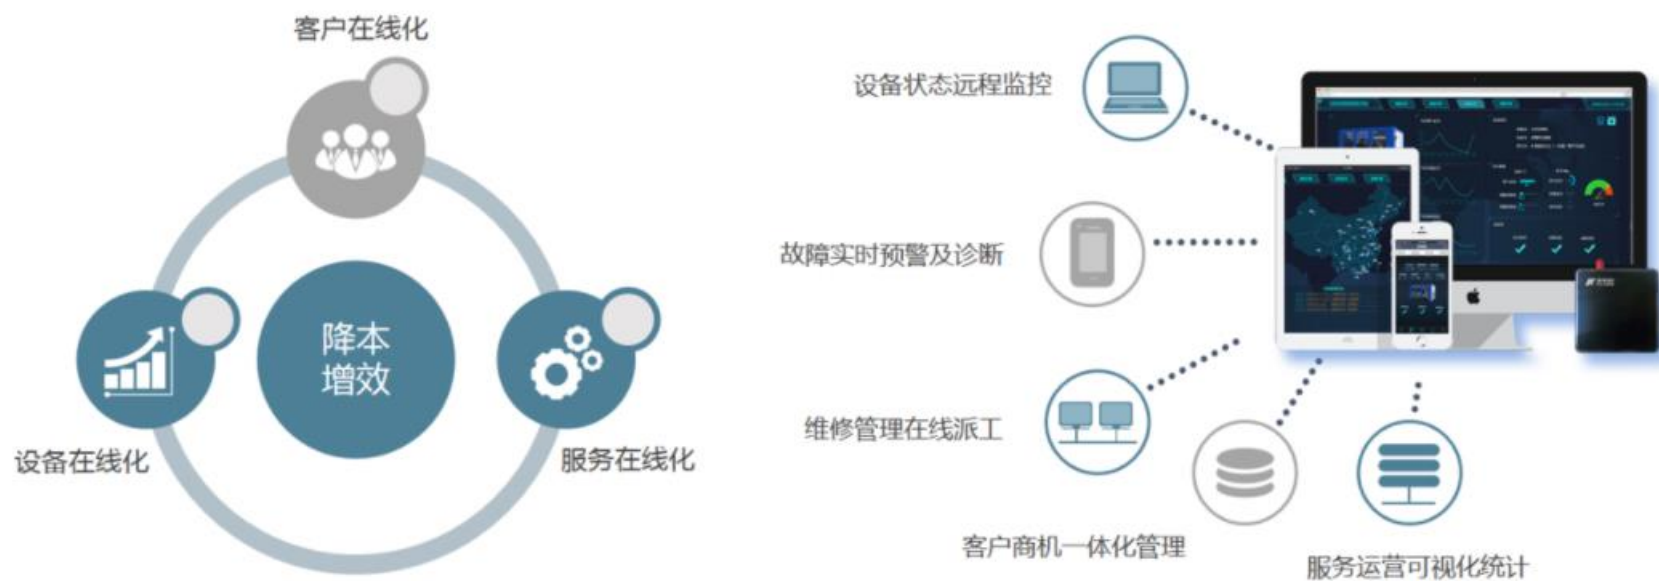 客户在线化
降本
增效
设备在线化
服务在线化
设备状态远程监控
故障实时预警及诊断
维修管理在线派工
客户商机一体化管理
服务运营可视化统计